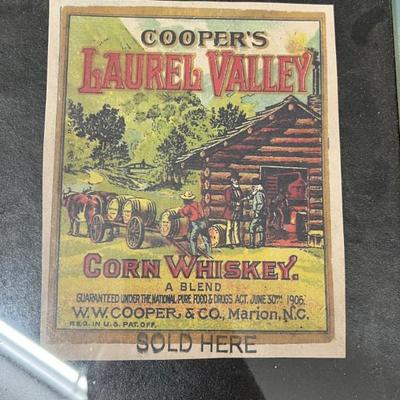 COOPER'S
LAUREL VALLEY
CORN WHISKEY.
A BLEND
GUARANTEED UNDER THE NATIONAL PURE FOOD & DRUGS ACT. JUNE 30TH 1906.
W.W. COOPER & CO., Marion, N.C.
REG. IN U.S. PAT. OFF.
SOLD HERE